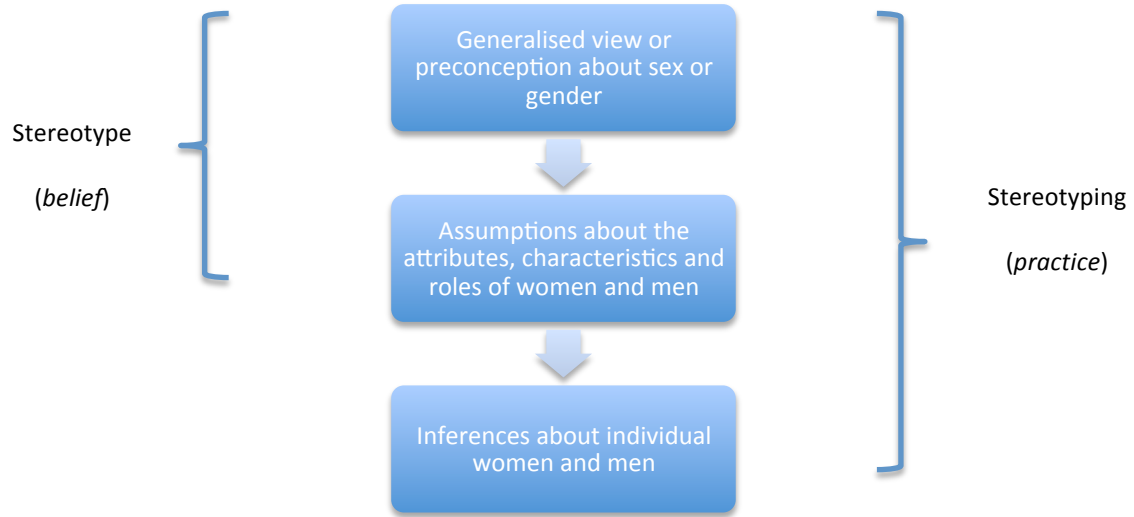 Generalised view or
preconception about sex or
gender
Stereotype
(belief)
Assumptions about the
attributes, characteristics and
roles of women and men
Stereotyping
(practice)
Inferences about individual
women and men